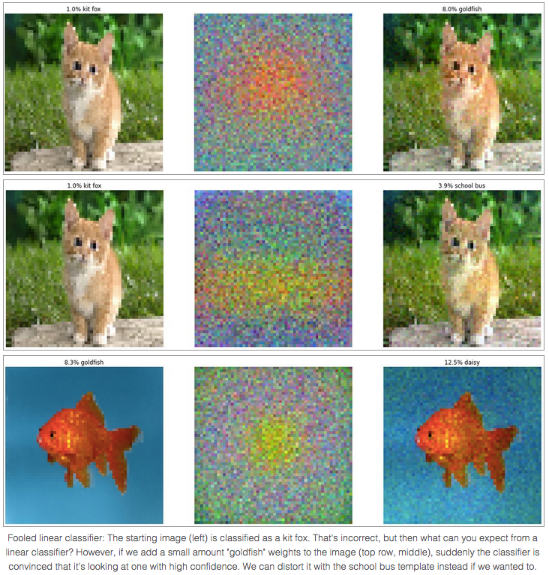 1.0% kit fox
8.0% goldfish
1.0% kit fox
3.9% school bus
8.3% goldfish
12.5% daisy
Fooled linear classifier: The starting image (left) is classified as a kit fox. That's incorrect, but then what can you expect from a
linear classifier? However, if we add a small amount "goldfish" weights to the image (top row, middle), suddenly the classifier is
convinced that it's looking at one with high confidence. We can distort it with the school bus template instead if we wanted to.